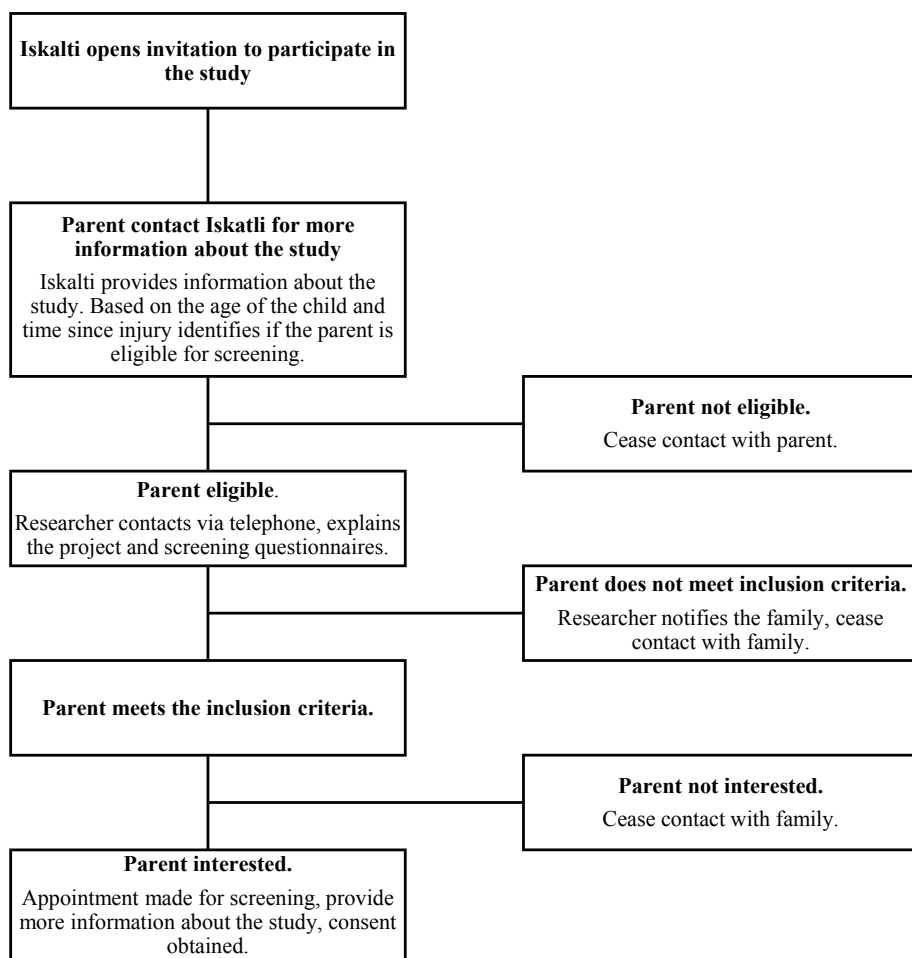 Iskalti opens invitation to participate in
the study
Parent contact Iskatli for more
information about the study
Iskalti provides information about the
study. Based on the age of the child and
time since injury identifies if the parent is
eligible for screening.
Parent not eligible.
Cease contact with parent.
Parent eligible.
Researcher contacts via telephone, explains
the project and screening questionnaires.
Parent does not meet inclusion criteria.
Researcher notifies the family, cease
contact with family.
Parent meets the inclusion criteria.
Parent not interested.
Cease contact with family.
Parent interested.
Appointment made for screening, provide
more information about the study, consent
obtained.